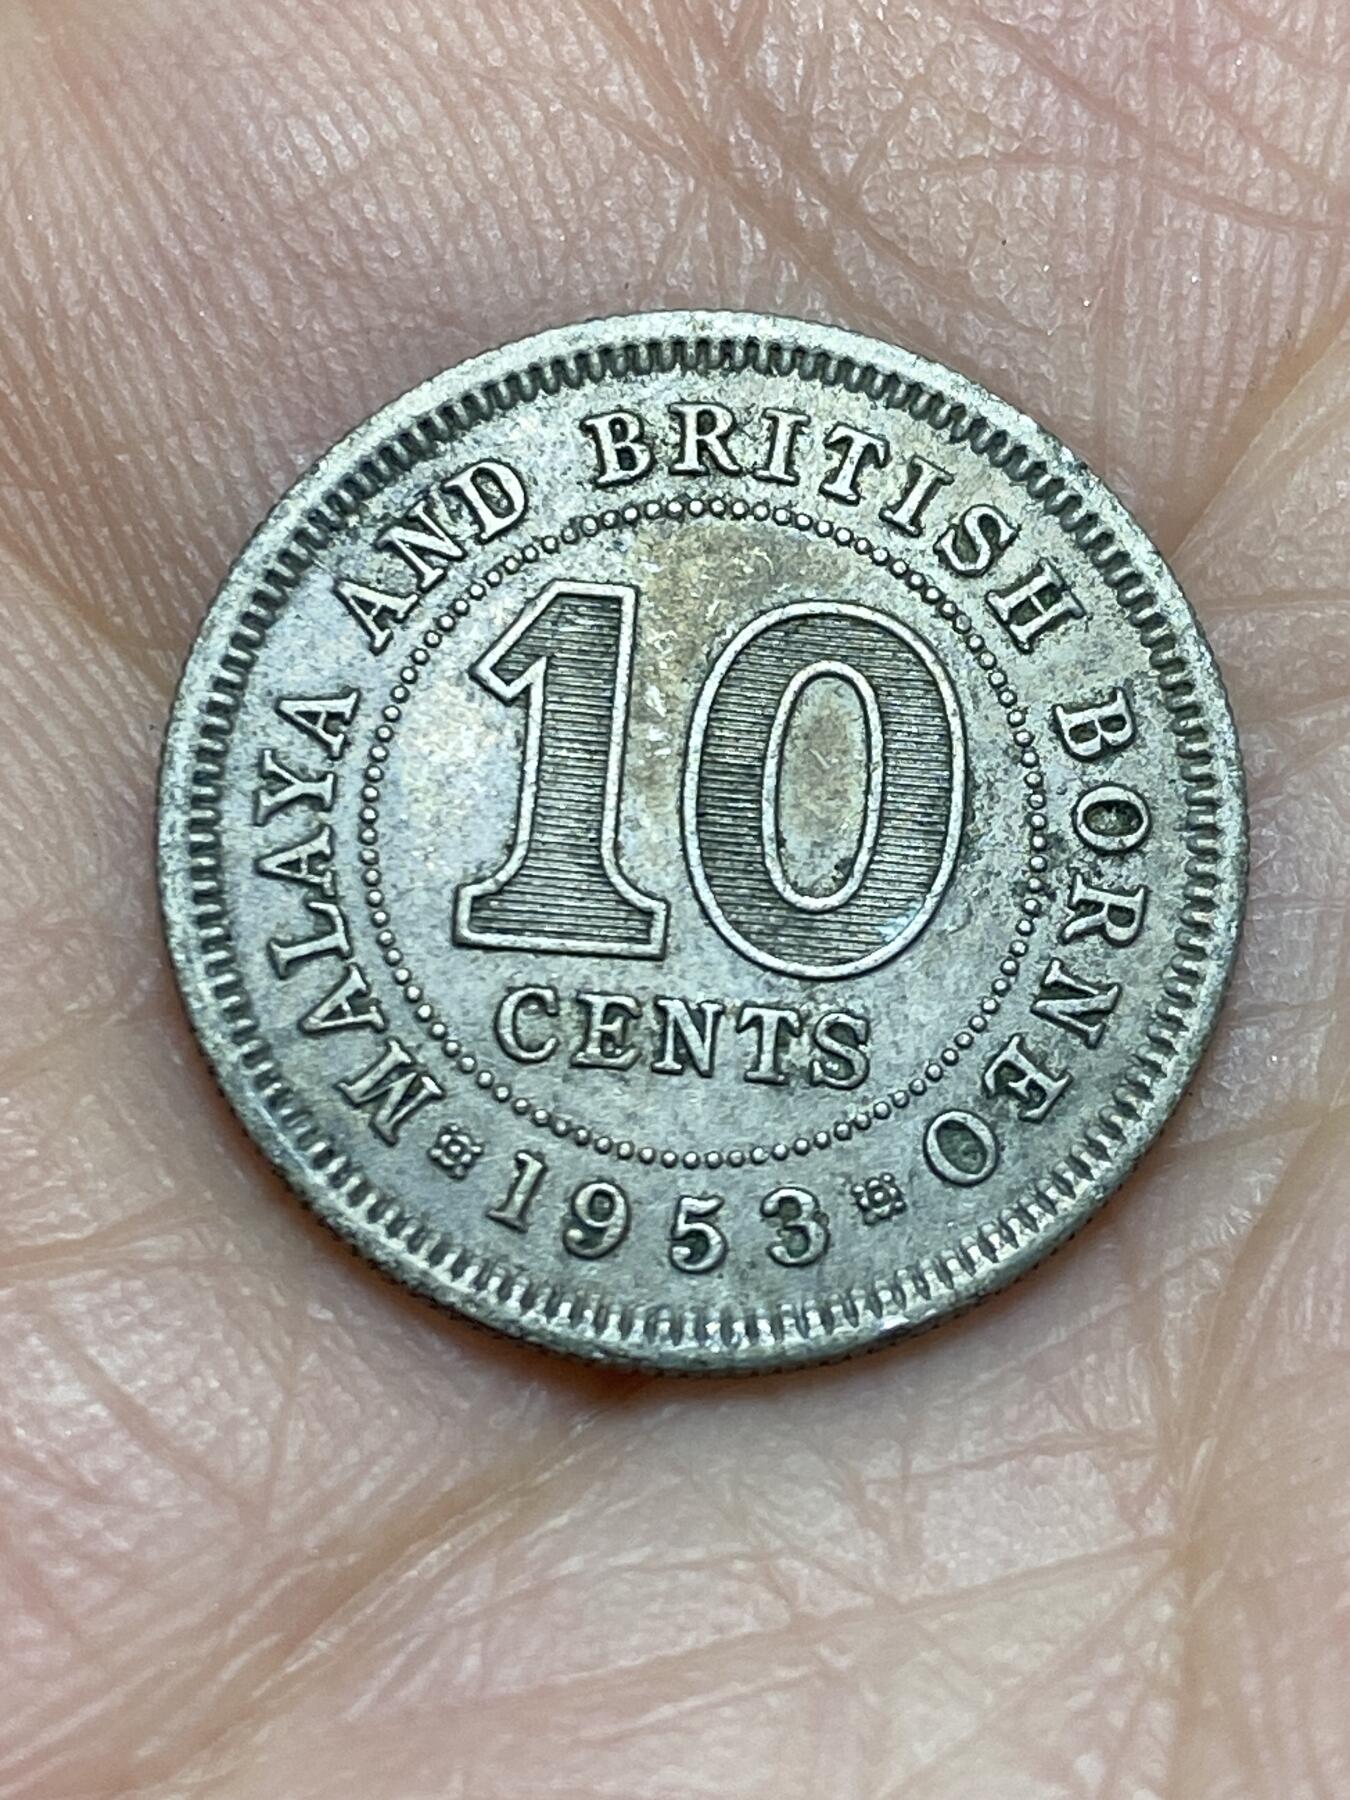 MALAYA AND BRITISH BORNEO
10
CENTS
1953